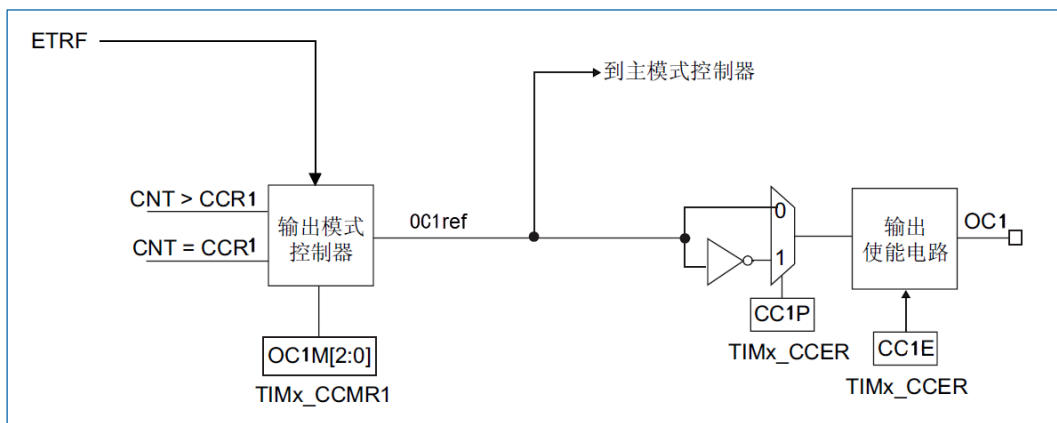 ETRF
到主模式控制器
CNT > CCR1
CNT = CCR1
输出模式
控制器
OC1ref
0
1
输出
使能电路
OC1
OC1M[2:0]
TIMx_CCMR1
CC1P
TIMx_CCER
CC1E
TIMx_CCER